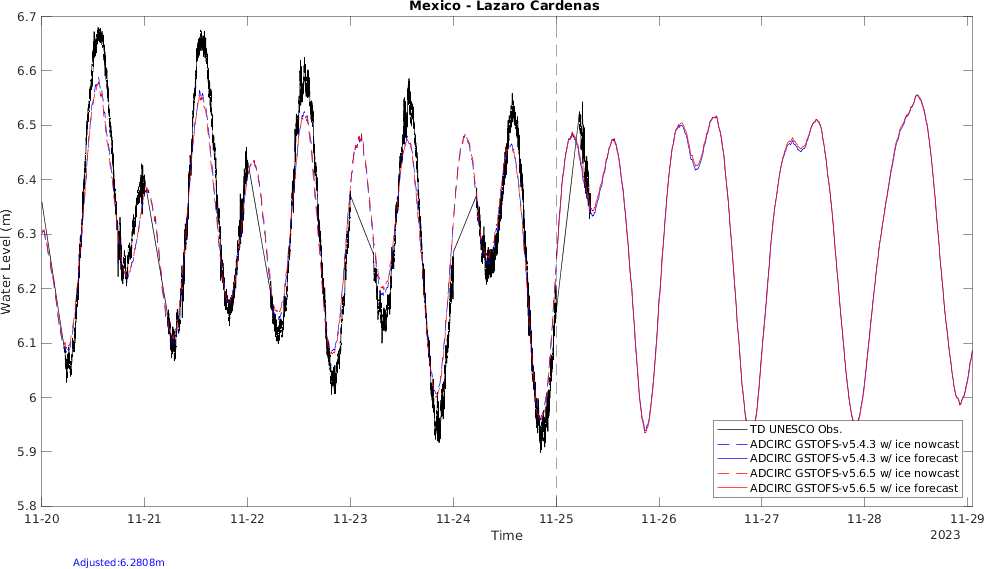 Mexico - Lazaro Cardenas
Water Level (m)
6.7
6.6
6.5
6.4
6.3
6.2
6.1
6
5.9
5.8
11-20
11-21
11-22
11-23
11-24
11-25
11-26
11-27
11-28
11-29
Time
2023
TD UNESCO Obs.
ADCIRC GSTOFS-v5.4.3 w/ ice nowcast
ADCIRC GSTOFS-v5.4.3 w/ ice forecast
ADCIRC GSTOFS-v5.6.5 w/ ice nowcast
ADCIRC GSTOFS-v5.6.5 w/ ice forecast
Adjusted:6.2808m